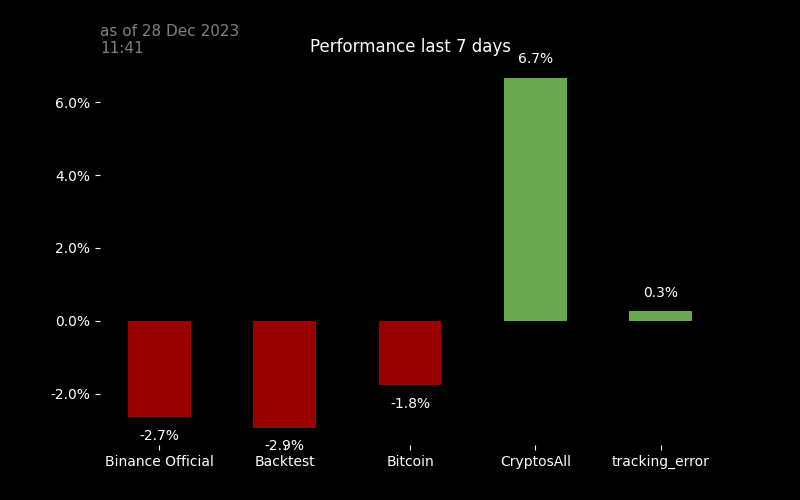 as of 28 Dec 2023
11:41
Performance last 7 days
6.7%
6.0%
4.0%
2.0%
0.3%
0.0%
-2.0%
-1.8%
-2.7%
-2.9%
Binance Official
Backtest
Bitcoin
CryptosAll
tracking_error